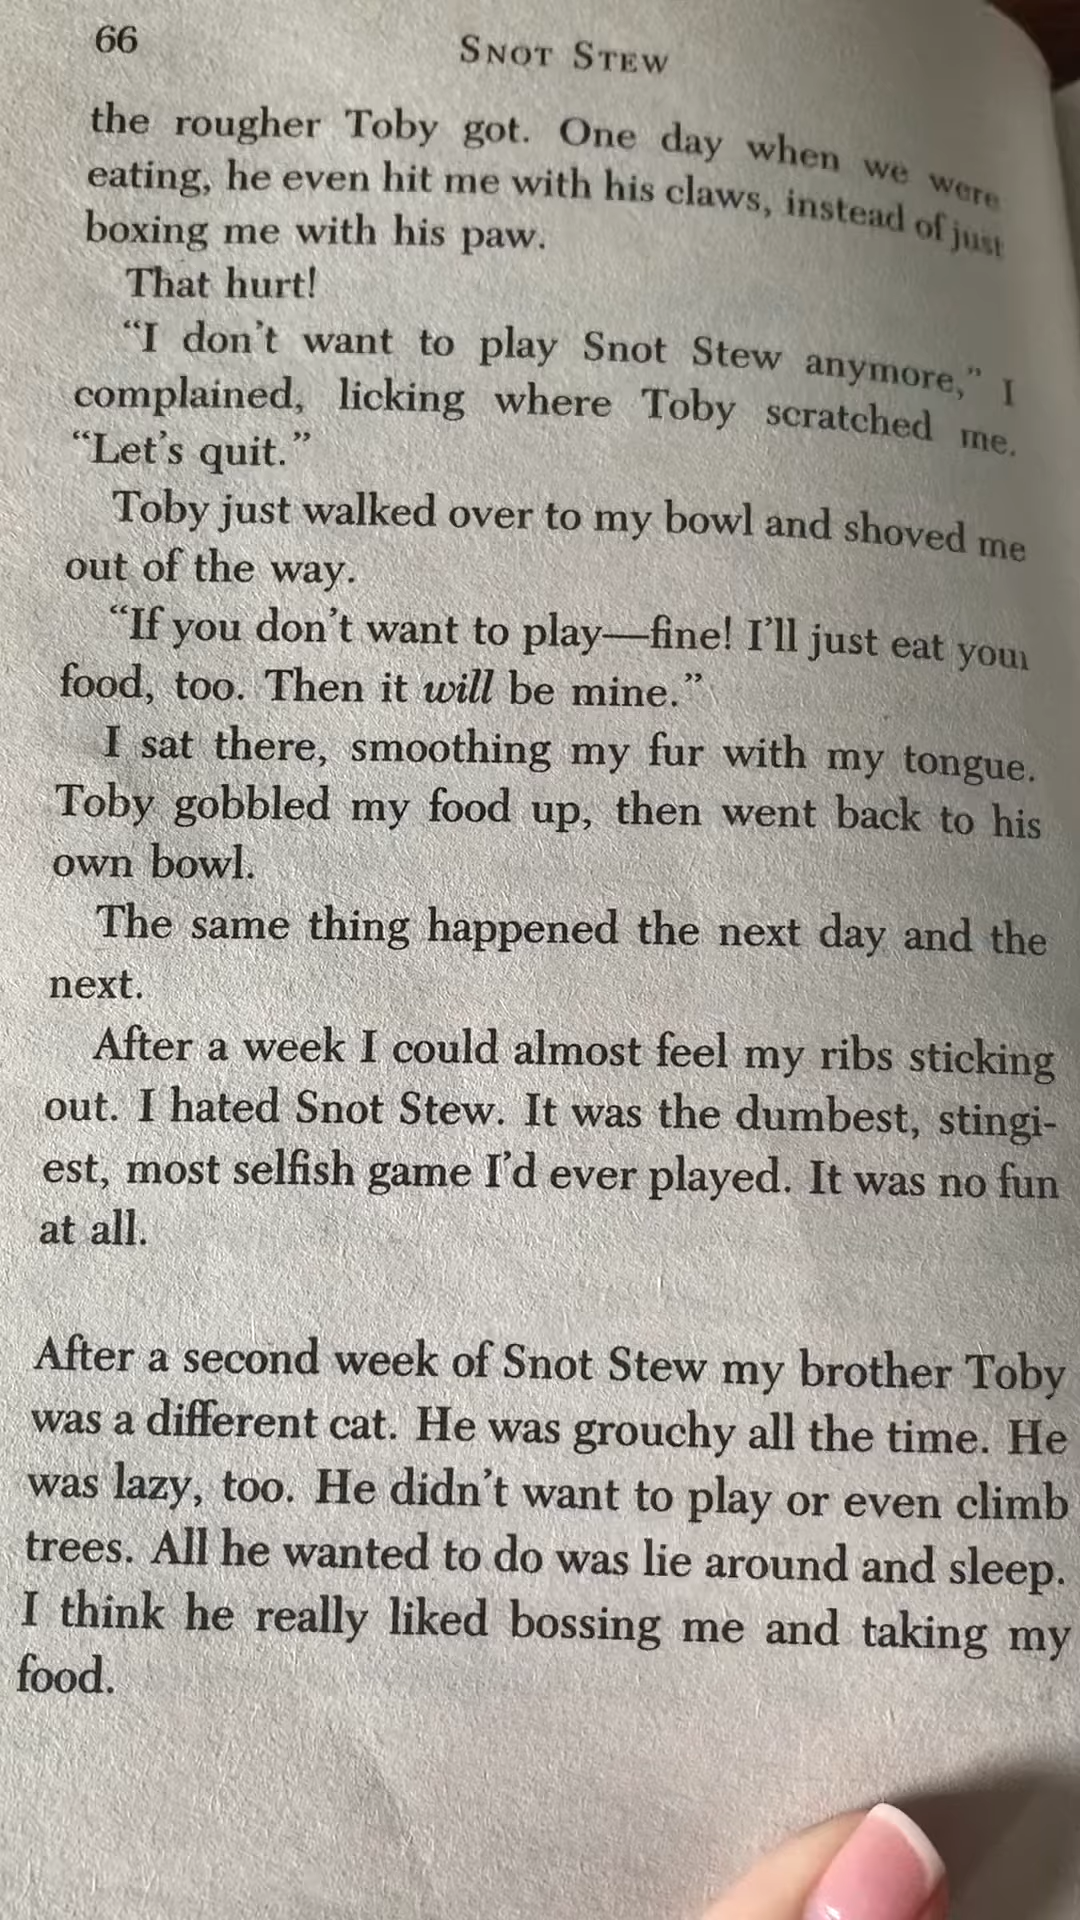 66
SNOT STEW
the rougher Toby got. One day when we were
eating, he even hit me with his claws, instead of just
boxing me with his paw.
That hurt!
“I don’t want to play Snot Stew anymore,” I
complained, licking where Toby scratched me.
“Let’s quit.”
Toby just walked over to my bowl and shoved me
out of the way.
“If you don’t want to play—fine! I’ll just eat your
food, too. Then it will be mine.”
I sat there, smoothing my fur with my tongue.
Toby gobbled my food up, then went back to his
own bowl.
The same thing happened the next day and the
next.
After a week I could almost feel my ribs sticking
out. I hated Snot Stew. It was the dumbest, stingi-
est, most selfish game I’d ever played. It was no fun
at all.
After a second week of Snot Stew my brother Toby
was a different cat. He was grouchy all the time. He
was lazy, too. He didn’t want to play or even climb
trees. All he wanted to do was lie around and sleep.
I think he really liked bossing me and taking my
food.